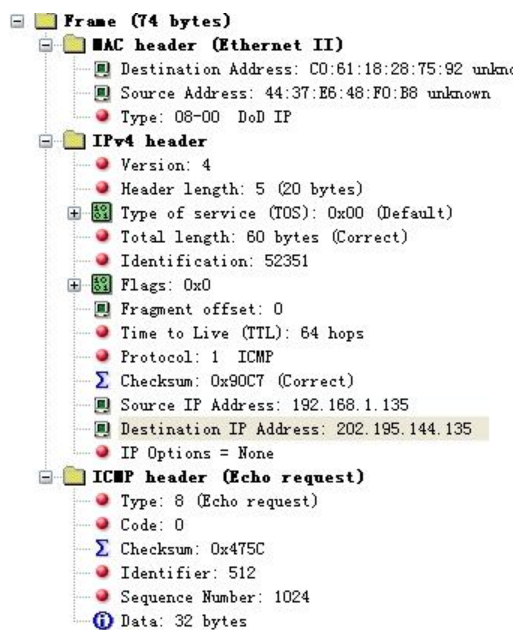 Frame (74 bytes)
MAC header (Ethernet II)
Destination Address: C0:61:18:28:75:92
Source Address: 44:37:E6:48:F0:B8 unknown
Type: 08-00 DoD IP
IPv4 header
Version: 4
Header length: 5 (20 bytes)
Type of service (TOS): 0x00 (Default)
Total length: 60 bytes (Correct)
Identification: 52351
Flags: 0x0
Fragment offset: 0
Time to Live (TTL): 64 hops
Protocol: 1 ICMP
Checksum: 0x90C7 (Correct)
Source IP Address: 192.168.1.135
Destination IP Address: 202.195.144.135
IP Options = None
ICMP header (Echo request)
Type: 8 (Echo request)
Code: 0
Checksum: 0x475C
Identifier: 512
Sequence Number: 1024
Data: 32 bytes